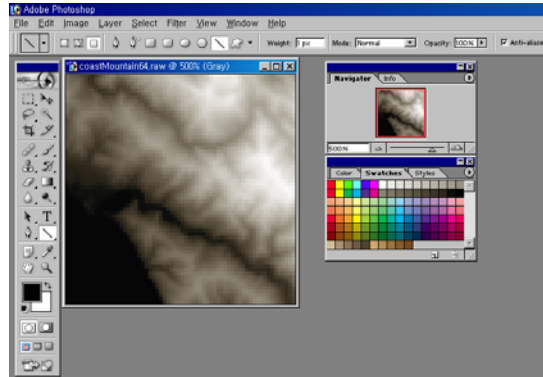 Adobe Photoshop
File Edit Image Layer Select Filter View Window Help
Weight: 1 px Mode: Normal Opacity: 100% Anti-aliase
coastMountain64.raw @ 500% (Gray)
Navigator Info
500%
Color Swatches Styles
T